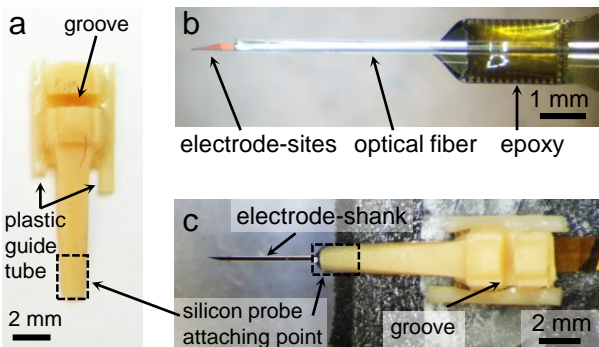 a
groove
plastic
guide
tube
2 mm
b
electrode-sites
optical fiber
epoxy
1 mm
c
electrode-shank
silicon probe
attaching point
groove
2 mm